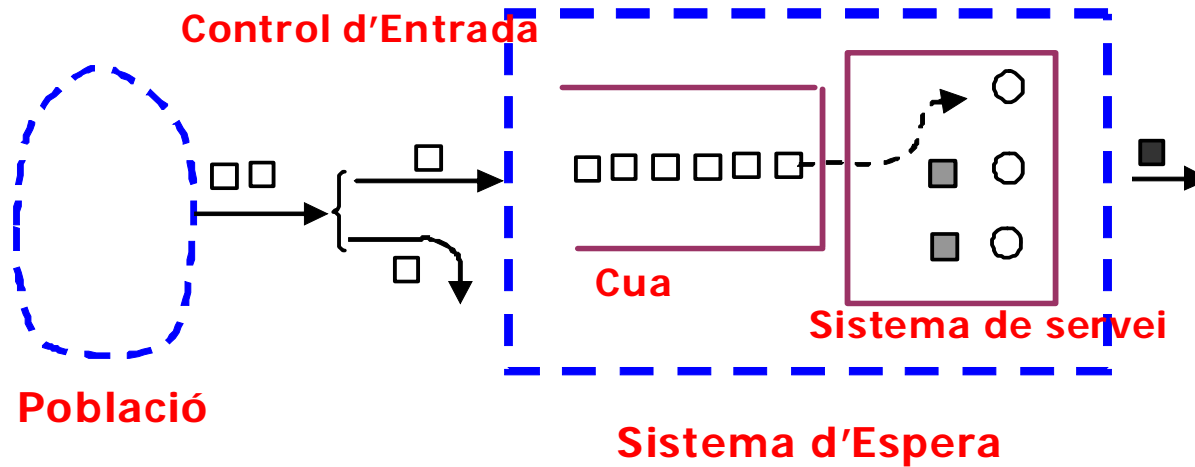 Control d'Entrada
Cua
Sistema de servei
Població
Sistema d'Espera